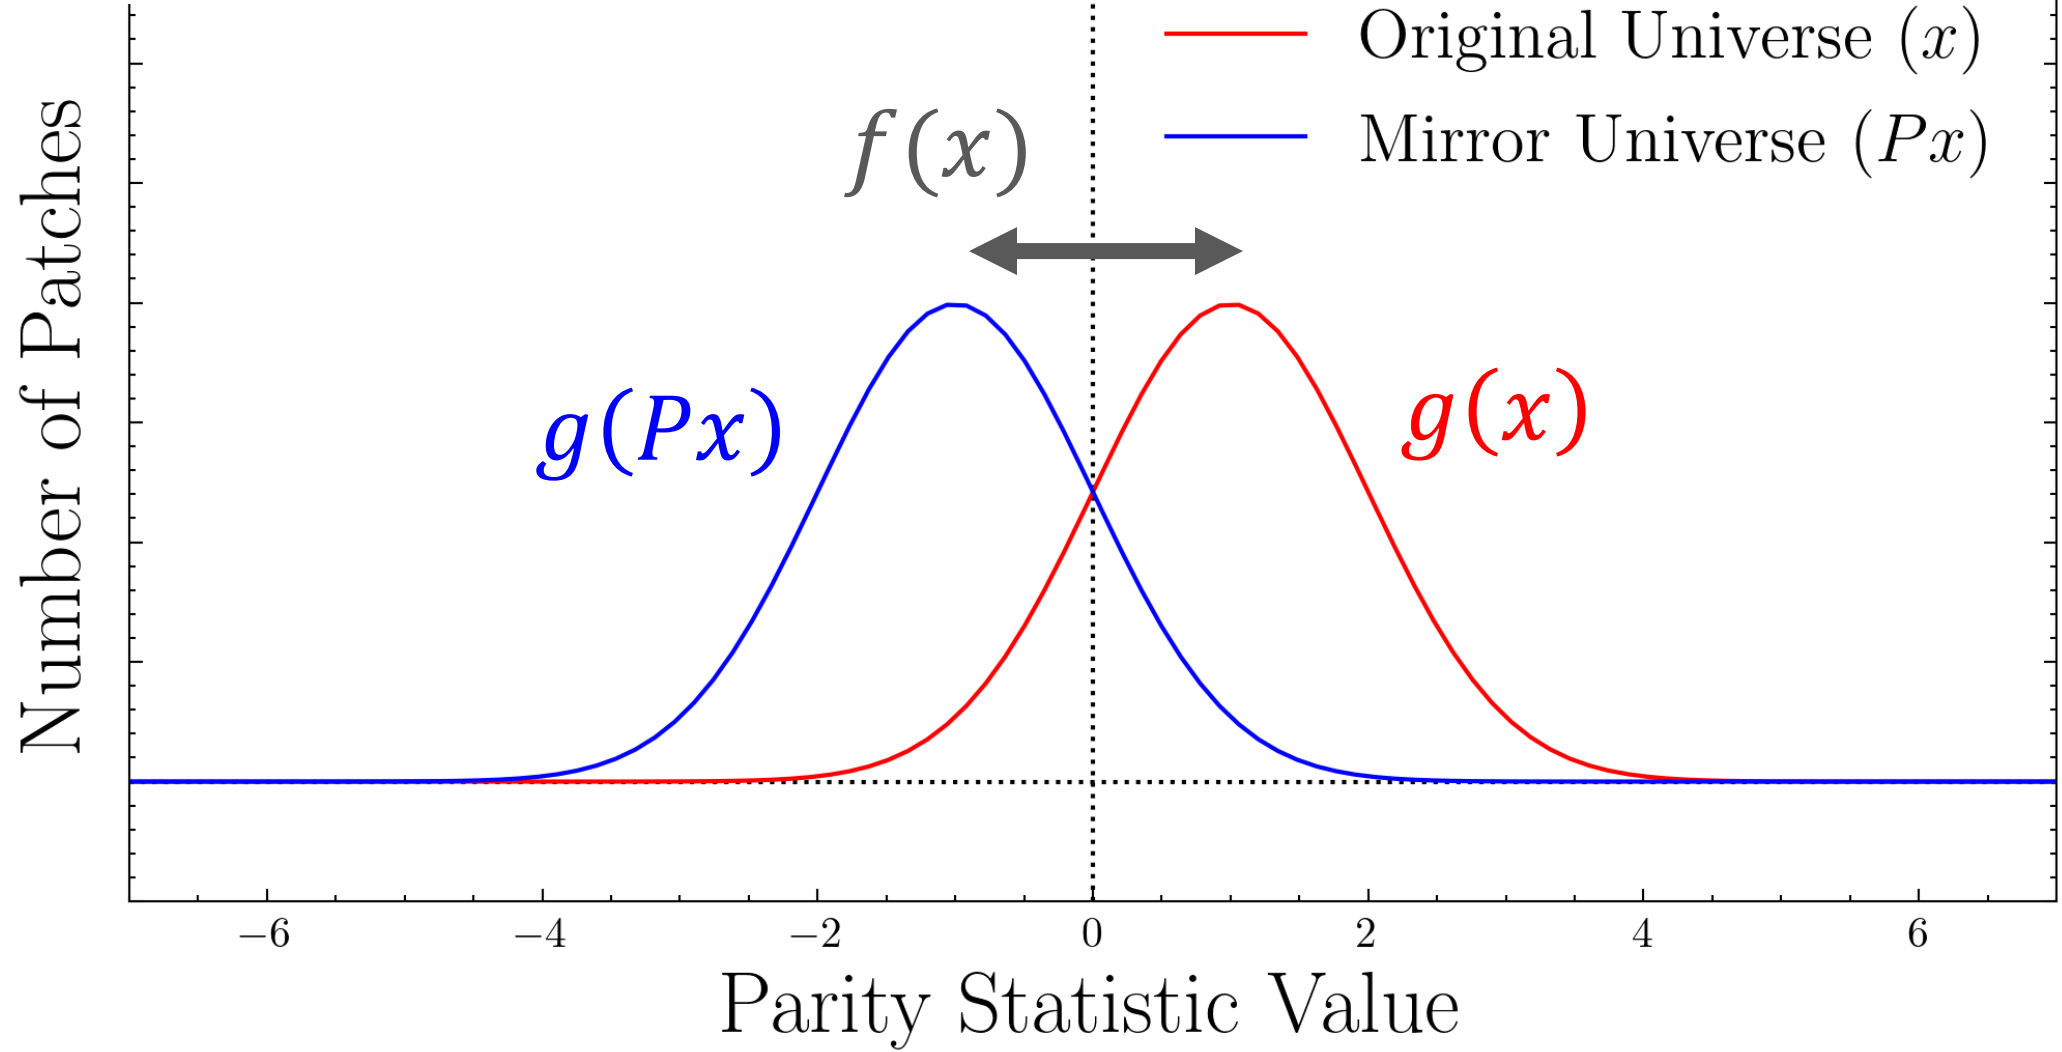 Original Universe (x)
Mirror Universe (Px)
f(x)
g(Px)
g(x)
Number of Patches
−6 −4 −2 0 2 4 6
Parity Statistic Value